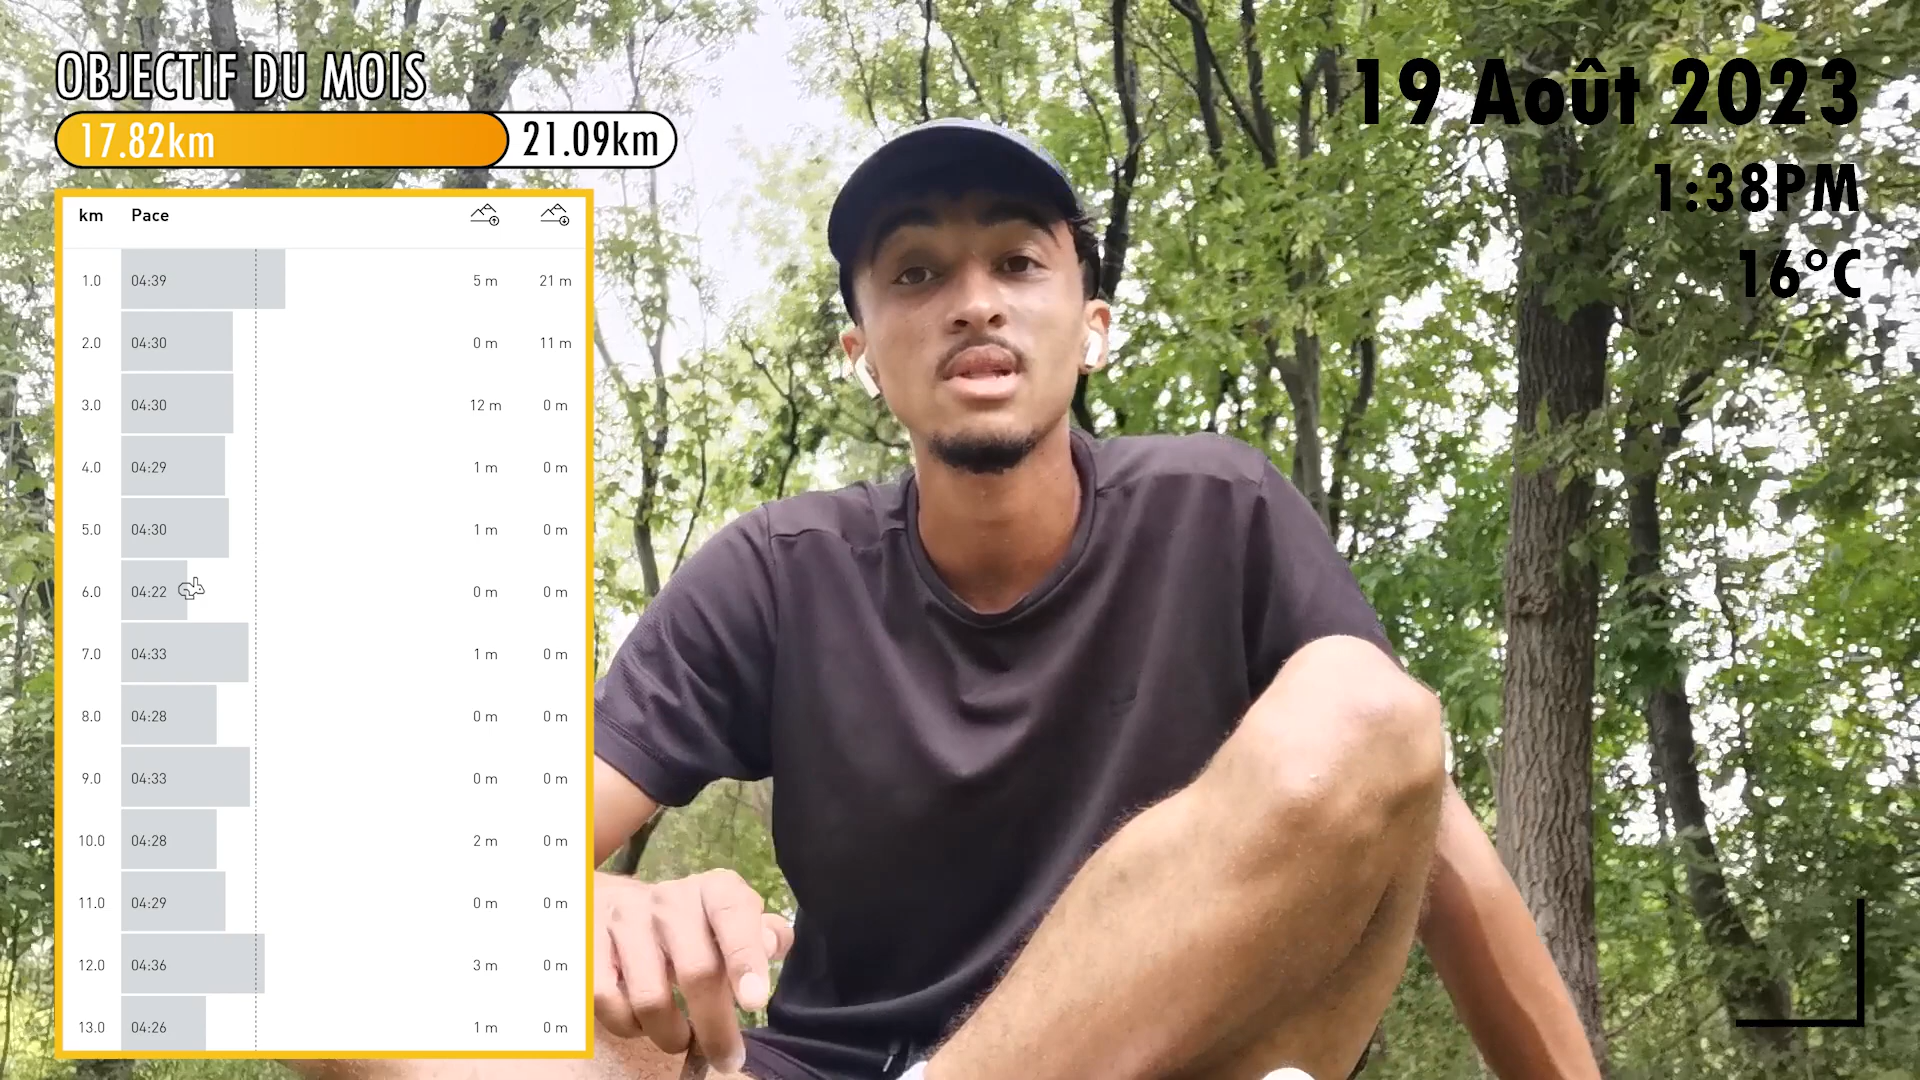 OBJECTIF DU MOIS
17.82km 21.09km
19 Août 2023
1:38PM
16°C
km Pace
1.0 04:39 5 m 21 m
2.0 04:30 0 m 11 m
3.0 04:30 12 m 0 m
4.0 04:29 1 m 0 m
5.0 04:30 1 m 0 m
6.0 04:22 0 m 0 m
7.0 04:33 1 m 0 m
8.0 04:28 0 m 0 m
9.0 04:33 0 m 0 m
10.0 04:28 2 m 0 m
11.0 04:29 0 m 0 m
12.0 04:36 3 m 0 m
13.0 04:26 1 m 0 m